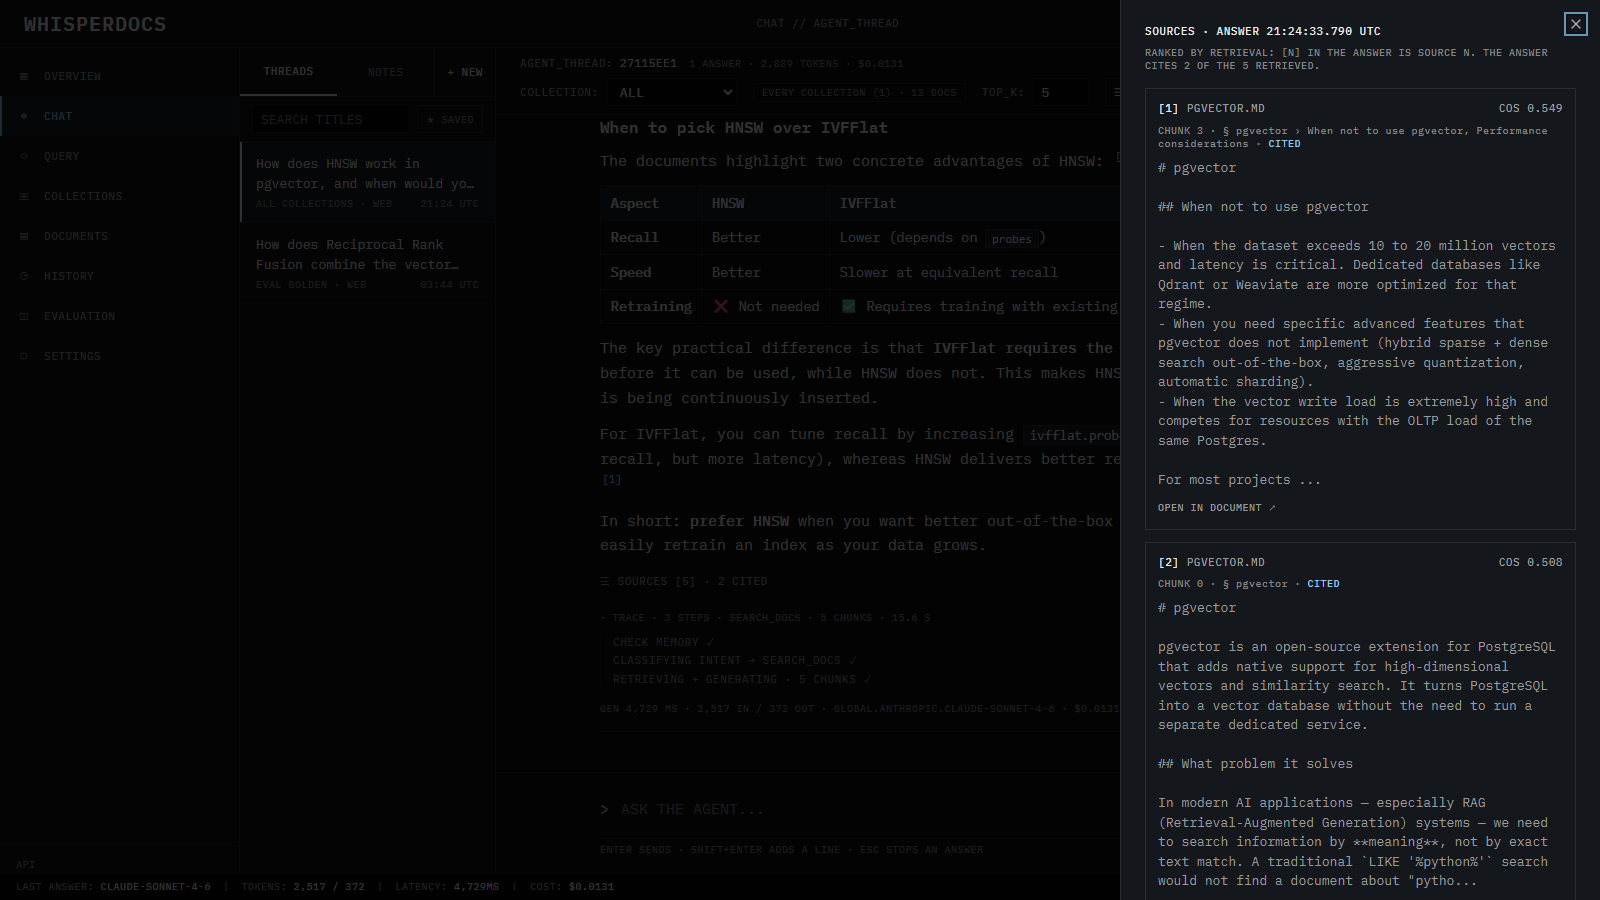 WHISPERDOCS
CHAT // AGENT_THREAD
OVERVIEW
CHAT
QUERY
COLLECTIONS
DOCUMENTS
HISTORY
EVALUATION
SETTINGS
API
THREADS
NOTES
+ NEW
SEARCH TITLES
★ SAVED
How does HNSW work in
pgvector, and when would yo…
ALL COLLECTIONS · WEB 21:24 UTC
How does Reciprocal Rank
Fusion combine the vector…
EVAL GOLDEN · WEB 03:44 UTC
AGENT_THREAD: 27115EE1 1 ANSWER · 2,889 TOKENS · $0.0131
COLLECTION: ALL EVERY COLLECTION (1) · 12 DOCS TOP_K: 5
When to pick HNSW over IVFFlat
The documents highlight two concrete advantages of HNSW:
Aspect HNSW IVFFlat
Recall Better Lower (depends on probes)
Speed Better Slower at equivalent recall
Retraining ❌ Not needed ✅ Requires training with existing
The key practical difference is that IVFFlat requires the
before it can be used, while HNSW does not. This makes HNS
is being continuously inserted.
For IVFFlat, you can tune recall by increasing ivfflat.prob
recall, but more latency), whereas HNSW delivers better re
[1]
In short: prefer HNSW when you want better out-of-the-box
easily retrain an index as your data grows.
☰ SOURCES [5] · 2 CITED
· TRACE · 3 STEPS · SEARCH_DOCS · 5 CHUNKS · 15.6 S
CHECK MEMORY ✓
CLASSIFYING INTENT → SEARCH_DOCS ✓
RETRIEVING + GENERATING · 5 CHUNKS ✓
GEN 4,729 MS · 2,517 IN / 372 OUT · GLOBAL.ANTHROPIC.CLAUDE-SONNET-4-6 · $0.0131
> ASK THE AGENT...
ENTER SENDS · SHIFT+ENTER ADDS A LINE · ESC STOPS AN ANSWER
LAST ANSWER: CLAUDE-SONNET-4-6 | TOKENS: 2,517 / 372 | LATENCY: 4,729MS | COST: $0.0131
SOURCES · ANSWER 21:24:33.790 UTC
RANKED BY RETRIEVAL: [N] IN THE ANSWER IS SOURCE N. THE ANSWER
CITES 2 OF THE 5 RETRIEVED.
[1] PGVECTOR.MD COS 0.549
CHUNK 3 · § pgvector › When not to use pgvector, Performance
considerations · CITED
# pgvector
## When not to use pgvector
- When the dataset exceeds 10 to 20 million vectors
and latency is critical. Dedicated databases like
Qdrant or Weaviate are more optimized for that
regime.
- When you need specific advanced features that
pgvector does not implement (hybrid sparse + dense
search out-of-the-box, aggressive quantization,
automatic sharding).
- When the vector write load is extremely high and
competes for resources with the OLTP load of the
same Postgres.
For most projects ...
OPEN IN DOCUMENT ↗
[2] PGVECTOR.MD COS 0.508
CHUNK 0 · § pgvector · CITED
# pgvector
pgvector is an open-source extension for PostgreSQL
that adds native support for high-dimensional
vectors and similarity search. It turns PostgreSQL
into a vector database without the need to run a
separate dedicated service.
## What problem it solves
In modern AI applications — especially RAG
(Retrieval-Augmented Generation) systems — we need
to search information by **meaning**, not by exact
text match. A traditional `LIKE '%python%'` search
would not find a document about "pytho...